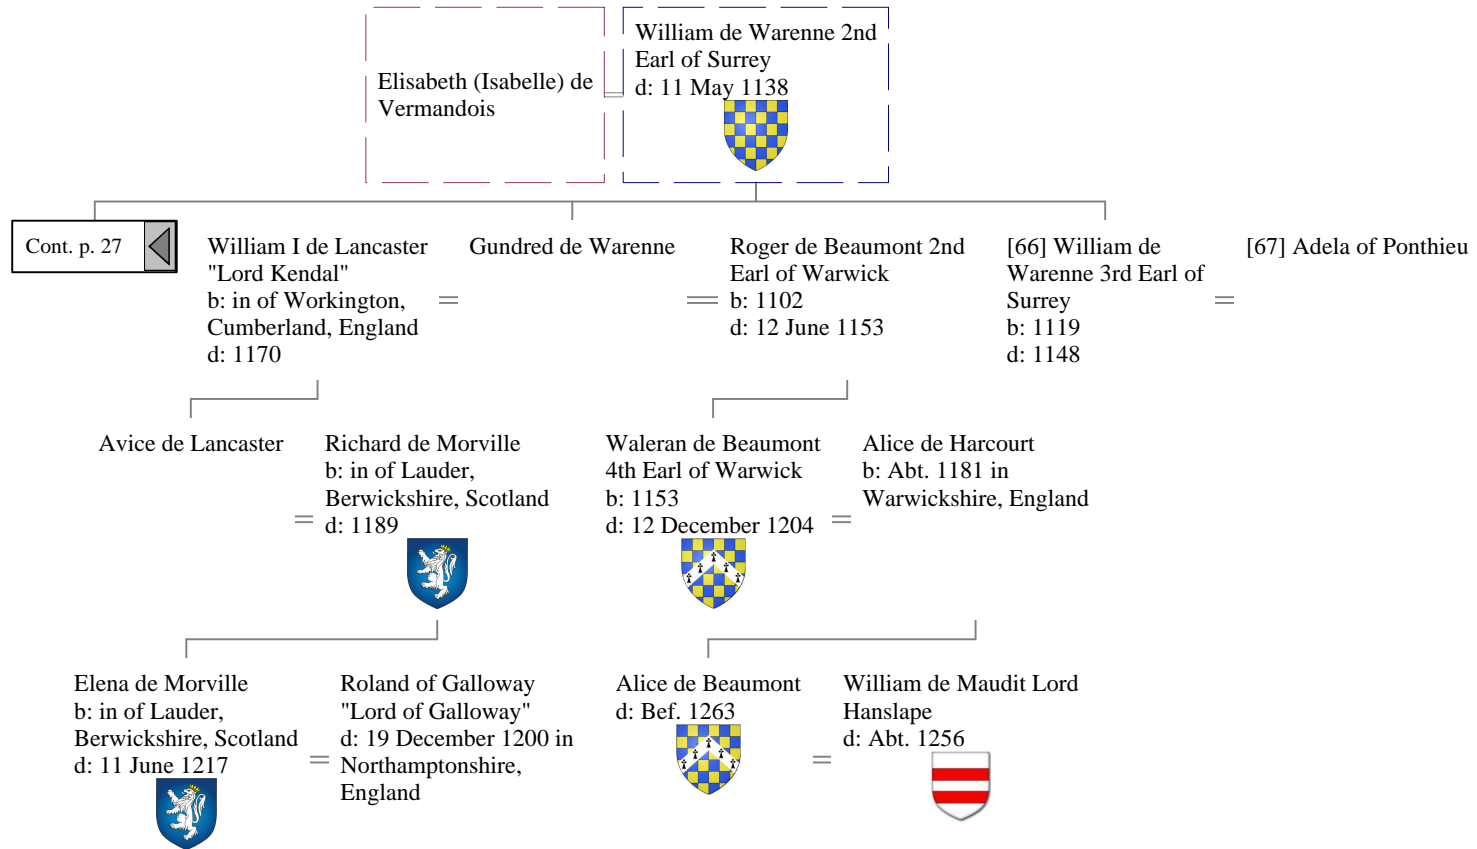 Elisabeth (Isabelle) de
Vermandois
William de Warenne 2nd
Earl of Surrey
d: 11 May 1138
Cont. p. 27
William I de Lancaster
"Lord Kendal"
b: in of Workington,
Cumberland, England
d: 1170
Gundred de Warenne
Roger de Beaumont 2nd
Earl of Warwick
b: 1102
d: 12 June 1153
[66] William de
Warenne 3rd Earl of
Surrey
b: 1119
d: 1148
[67] Adela of Ponthieu
Avice de Lancaster
Richard de Morville
b: in of Lauder,
Berwickshire, Scotland
d: 1189
Waleran de Beaumont
4th Earl of Warwick
b: 1153
d: 12 December 1204
Alice de Harcourt
b: Abt. 1181 in
Warwickshire, England
Elena de Morville
b: in of Lauder,
Berwickshire, Scotland
d: 11 June 1217
Roland of Galloway
"Lord of Galloway"
d: 19 December 1200 in
Northamptonshire,
England
Alice de Beaumont
d: Bef. 1263
William de Maudit Lord
Hanslape
d: Abt. 1256